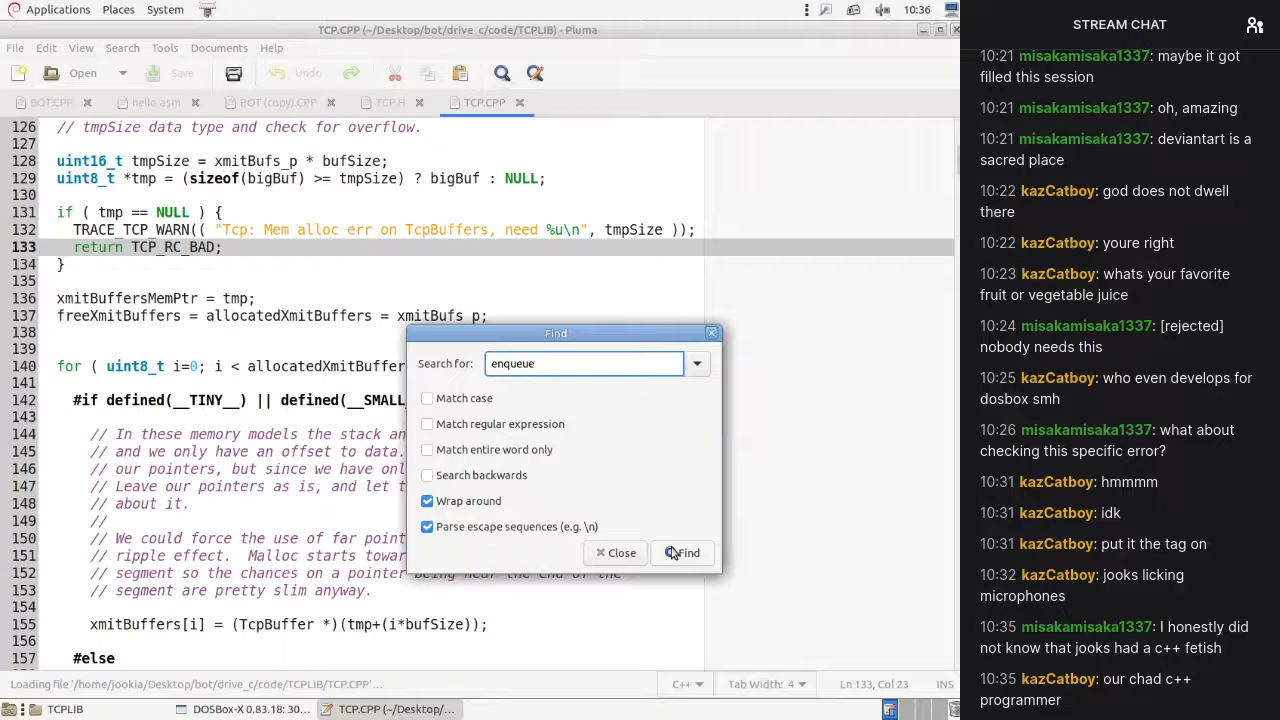 Applications Places System
10:36
TCP.CPP (~/Desktop/bot/drive_c/code/TCPLIB) - Pluma
File Edit View Search Tools Documents Help
Open Save Undo
BOT.CPP hello.asm BOT (copy).CPP TCP.H TCP.CPP
126 // tmpSize data type and check for overflow.
127
128 uint16_t tmpSize = xmitBufs_p * bufSize;
129 uint8_t *tmp = (sizeof(bigBuf) >= tmpSize) ? bigBuf : NULL;
130
131 if ( tmp == NULL ) {
132 TRACE_TCP_WARN(( "Tcp: Mem alloc err on TcpBuffers, need %u\n", tmpSize ));
133 return TCP_RC_BAD;
134 }
135
136 xmitBuffersMemPtr = tmp;
137 freeXmitBuffers = allocatedXmitBuffers = xmitBufs_p;
138
139
140 for ( uint8_t i=0; i < allocatedXmitBuffer
141
142 #if defined(__TINY__) || defined(__SMALL
143
144 // In these memory models the stack an
145 // and we only have an offset to data.
146 // our pointers, but since we have onl
147 // Leave our pointers as is, and let t
148 // about it.
149 //
150 // We could force the use of far point
151 // ripple effect.  Malloc starts towar
152 // segment so the chances on a pointer being near the end of the
153 // segment are pretty slim anyway.
154
155 xmitBuffers[i] = (TcpBuffer *)(tmp+(i*bufSize));
156
157 #else
Find
Search for: enqueue
Match case
Match regular expression
Match entire word only
Search backwards
Wrap around
Parse escape sequences (e.g. \n)
Close Find
Loading file '/home/jookia/Desktop/bot/drive_c/code/TCPLIB/TCP.CPP'…
C++ Tab Width: 4 Ln 133, Col 23 INS
TCPLIB DOSBox-X 0.83.18: 30... TCP.CPP (~/Desktop/...
STREAM CHAT
10:21 misakamisaka1337: maybe it got
filled this session
10:21 misakamisaka1337: oh, amazing
10:21 misakamisaka1337: deviantart is a
sacred place
10:22 kazCatboy: god does not dwell
there
10:22 kazCatboy: youre right
10:23 kazCatboy: whats your favorite
fruit or vegetable juice
10:24 misakamisaka1337: [rejected]
nobody needs this
10:25 kazCatboy: who even develops for
dosbox smh
10:26 misakamisaka1337: what about
checking this specific error?
10:31 kazCatboy: hmmmm
10:31 kazCatboy: idk
10:31 kazCatboy: put it the tag on
10:32 kazCatboy: jooks licking
microphones
10:35 misakamisaka1337: I honestly did
not know that jooks had a c++ fetish
10:35 kazCatboy: our chad c++
programmer